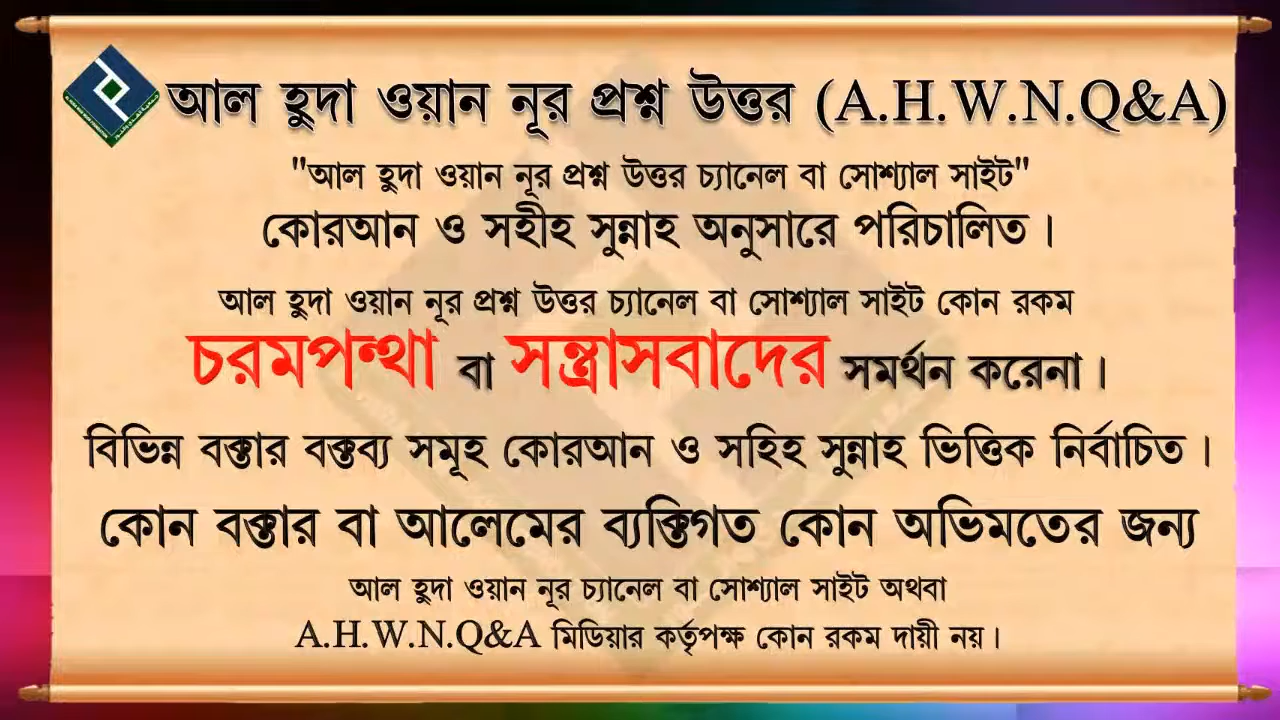 আল হুদা ওয়ান নূর প্রশ্ন উত্তর (A.H.W.N.Q&A)
"আল হুদা ওয়ান নূর প্রশ্ন উত্তর চ্যানেল বা সোশ্যাল সাইট"
কোরআন ও সহীহ সুন্নাহ অনুসারে পরিচালিত।
আল হুদা ওয়ান নূর প্রশ্ন উত্তর চ্যানেল বা সোশ্যাল সাইট কোন রকম
চরমপন্থা বা সন্ত্রাসবাদের সমর্থন করেনা।
বিভিন্ন বক্তার বক্তব্য সমূহ কোরআন ও সহিহ সুন্নাহ ভিত্তিক নির্বাচিত।
কোন বক্তার বা আলেমের ব্যক্তিগত কোন অভিমতের জন্য
আল হুদা ওয়ান নূর চ্যানেল বা সোশ্যাল সাইট অথবা
A.H.W.N.Q&A মিডিয়ার কর্তৃপক্ষ কোন রকম দায়ী নয়।